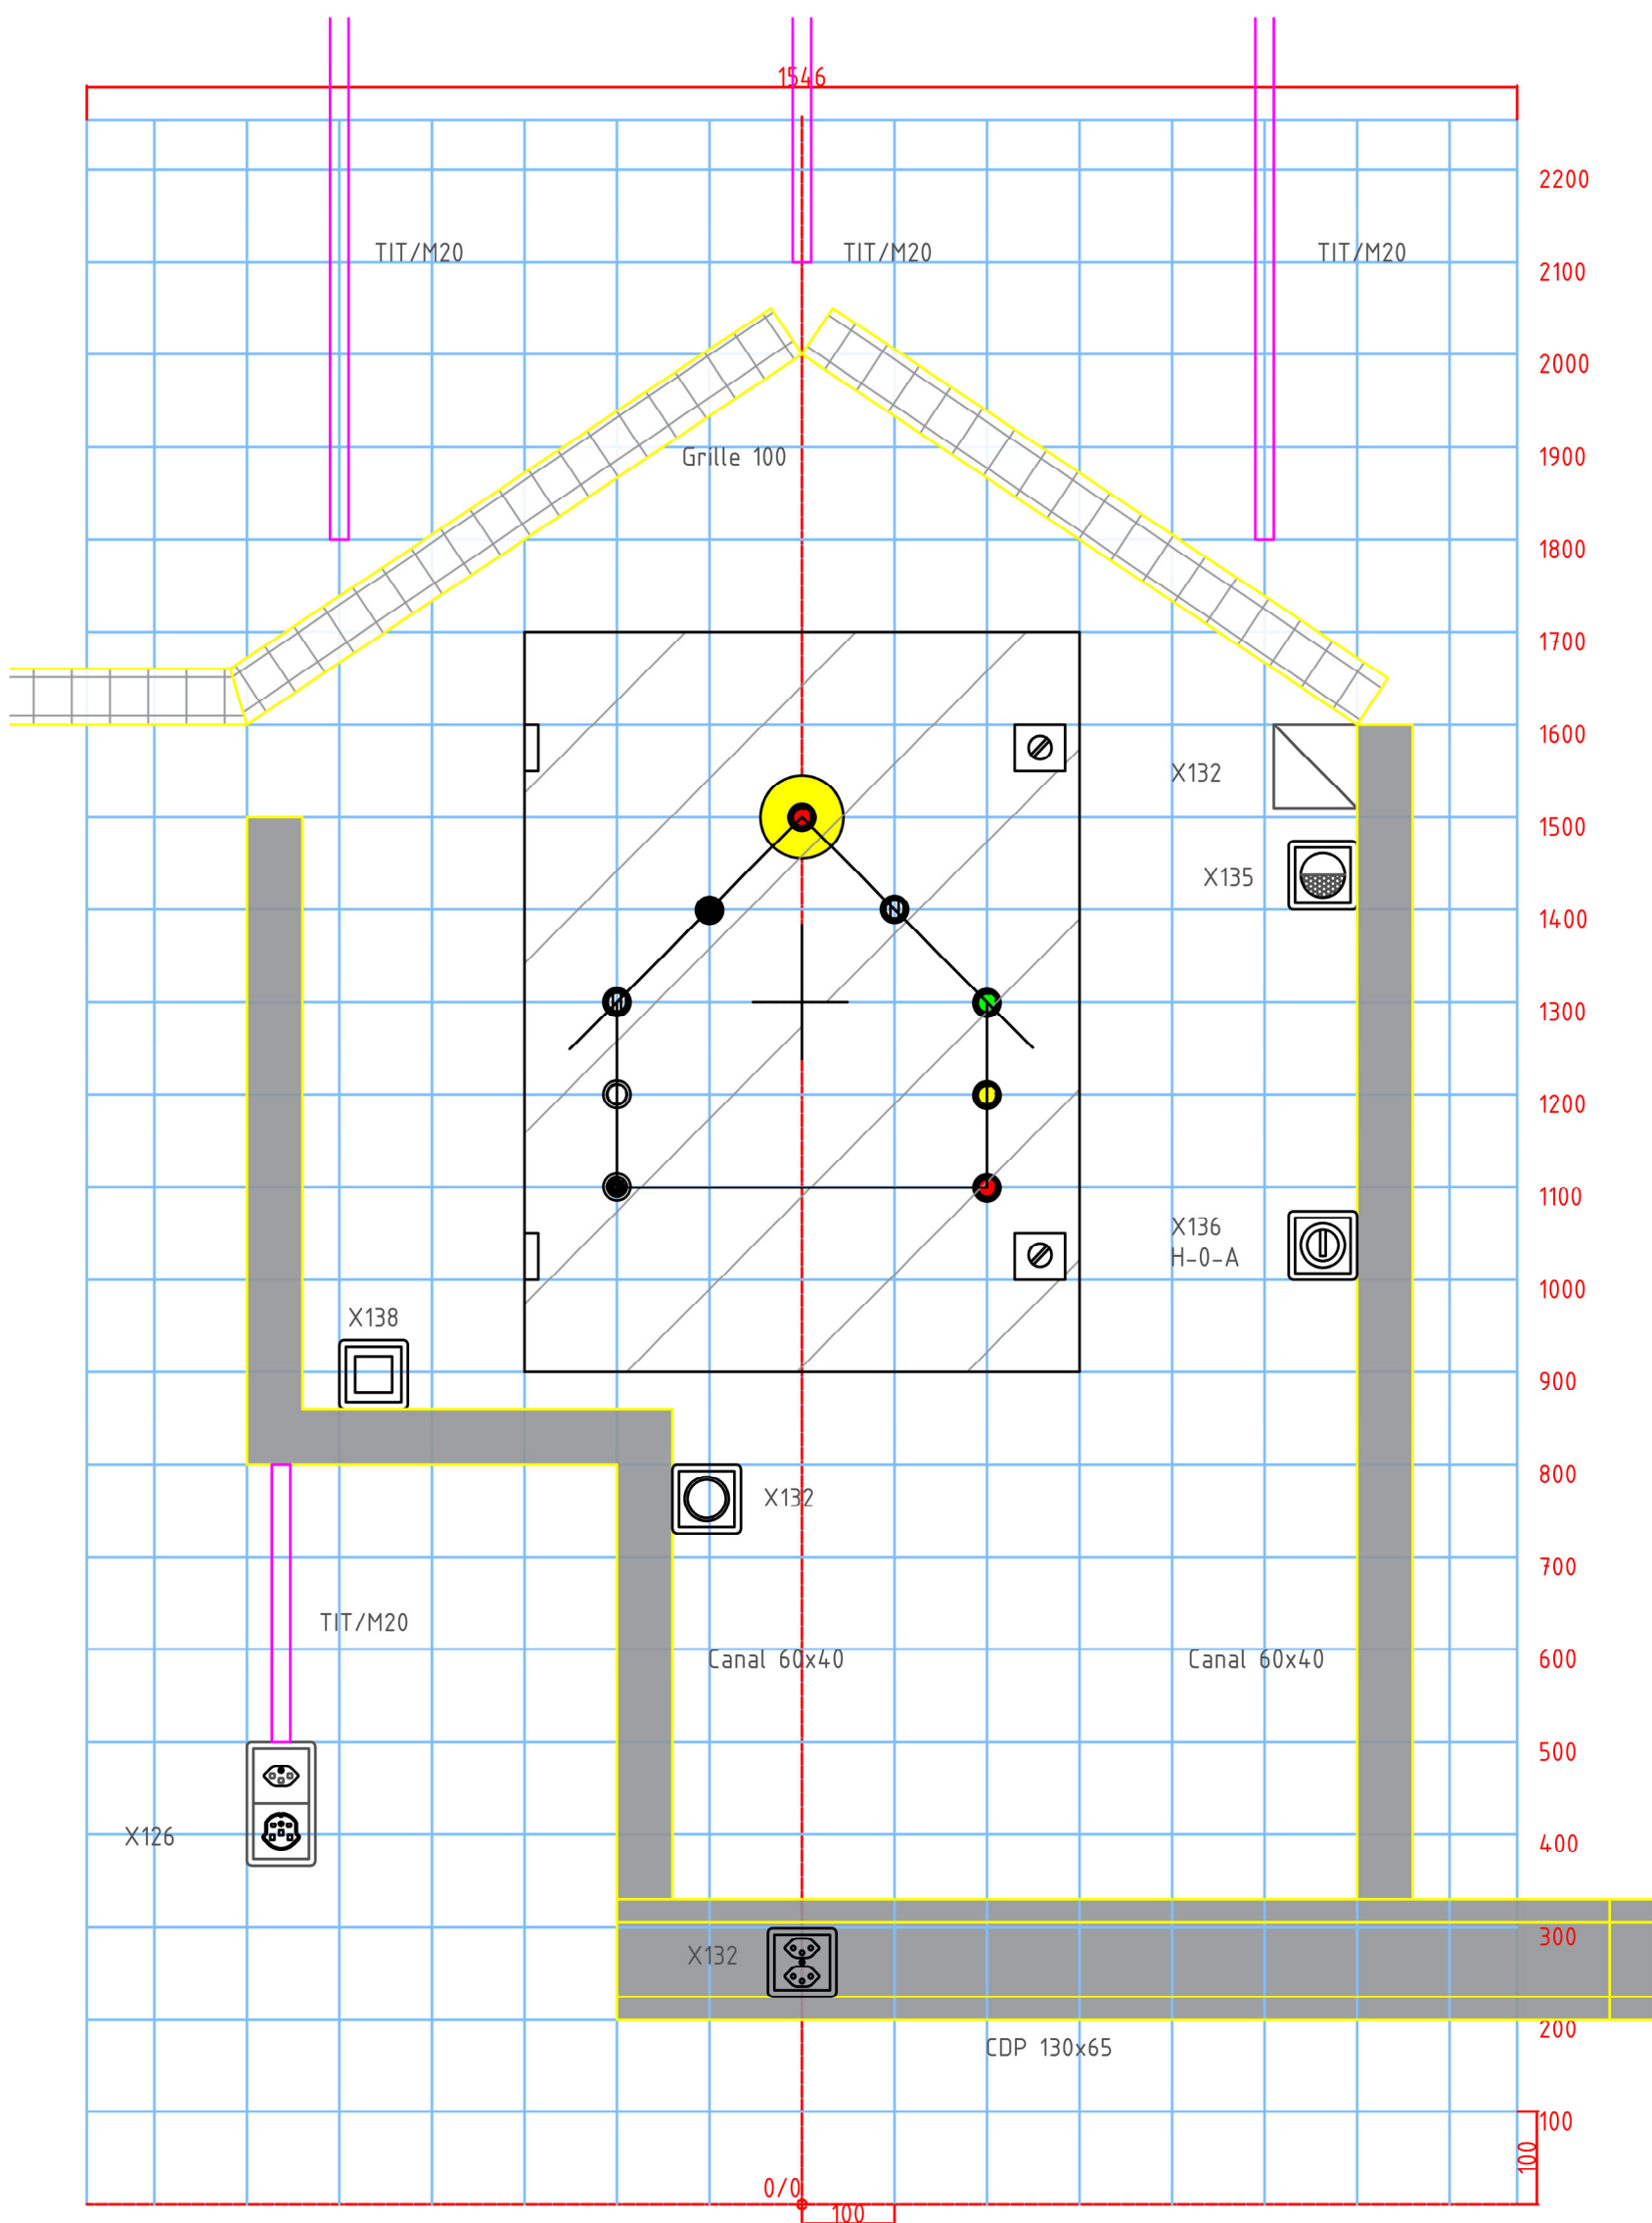 1546
2200
TIT/M20 TIT/M20 TIT/M20
2100
2000
Grille 100
1900
1800
1700
1600
X132
1500
X135
1400
1300
1200
1100
X136
H-0-A
1000
X138
900
800
X132
700
TIT/M20
600
Canal 60x40 Canal 60x40
500
400
X126
300
X132
200
CDP 130x65
100
100
0/0
100